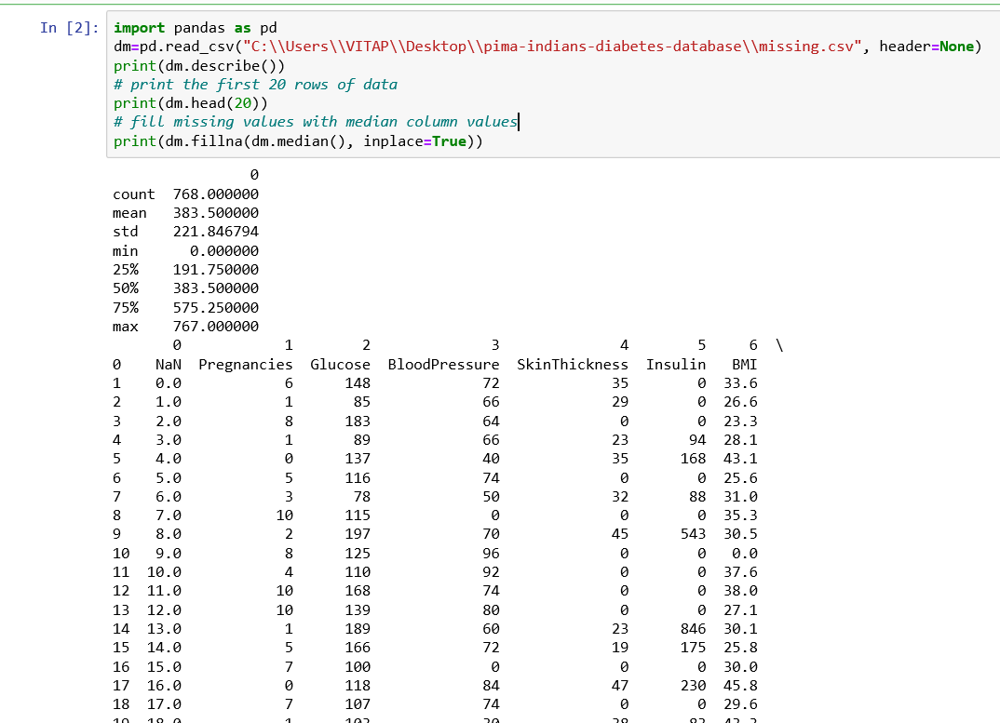 In [2]: import pandas as pd
dm=pd.read_csv("C:\\Users\\VITAP\\Desktop\\pima-indians-diabetes-database\\missing.csv", header=None)
print(dm.describe())
# print the first 20 rows of data
print(dm.head(20))
# fill missing values with median column values
print(dm.fillna(dm.median(), inplace=True))
0
count 768.000000
mean 383.500000
std 221.846794
min 0.000000
25% 191.750000
50% 383.500000
75% 575.250000
max 767.000000
0 1 2 3 4 5 6 \
0 NaN Pregnancies Glucose BloodPressure SkinThickness Insulin BMI
1 0.0 6 148 72 35 0 33.6
2 1.0 1 85 66 29 0 26.6
3 2.0 8 183 64 0 0 23.3
4 3.0 1 89 66 23 94 28.1
5 4.0 0 137 40 35 168 43.1
6 5.0 5 116 74 0 0 25.6
7 6.0 3 78 50 32 88 31.0
8 7.0 10 115 0 0 0 35.3
9 8.0 2 197 70 45 543 30.5
10 9.0 8 125 96 0 0 0.0
11 10.0 4 110 92 0 0 37.6
12 11.0 10 168 74 0 0 38.0
13 12.0 10 139 80 0 0 27.1
14 13.0 1 189 60 23 846 30.1
15 14.0 5 166 72 19 175 25.8
16 15.0 7 100 0 0 0 30.0
17 16.0 0 118 84 47 230 45.8
18 17.0 7 107 74 0 0 29.6
19 18.0 1 103 30 38 83 43.3